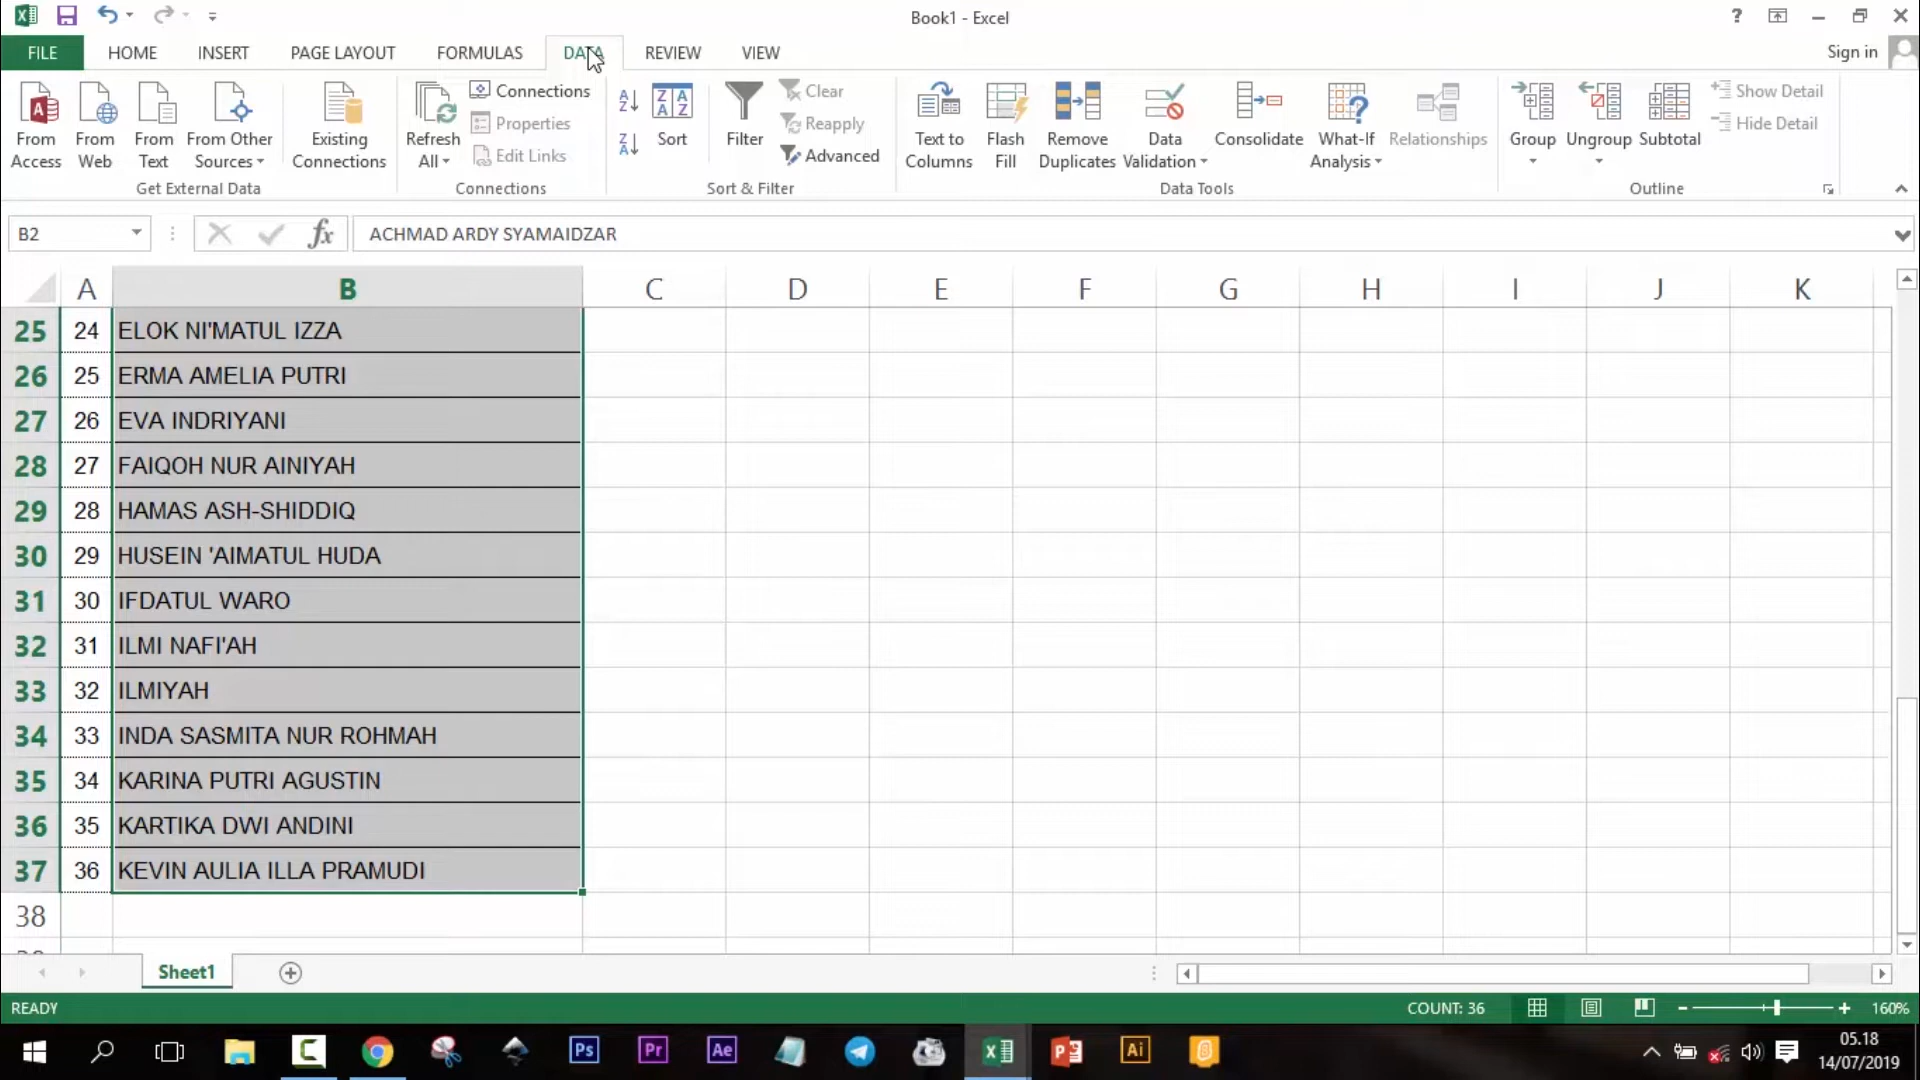 Book1 - Excel
?
FILE HOME INSERT PAGE LAYOUT FORMULAS DATA REVIEW VIEW Sign in
From Access
From Web
From Text
From Other Sources
Existing Connections
Get External Data
Refresh All
Connections
Properties
Edit Links
Connections
Sort
Filter
Clear
Reapply
Advanced
Sort & Filter
Text to Columns
Flash Fill
Remove Duplicates
Data Validation
Consolidate
What-If Analysis
Relationships
Data Tools
Group
Ungroup
Subtotal
Show Detail
Hide Detail
Outline
B2 fx ACHMAD ARDY SYAMAIDZAR
A B C D E F G H I J K
25 24 ELOK NI'MATUL IZZA
26 25 ERMA AMELIA PUTRI
27 26 EVA INDRIYANI
28 27 FAIQOH NUR AINIYAH
29 28 HAMAS ASH-SHIDDIQ
30 29 HUSEIN 'AIMATUL HUDA
31 30 IFDATUL WARO
32 31 ILMI NAFI'AH
33 32 ILMIYAH
34 33 INDA SASMITA NUR ROHMAH
35 34 KARINA PUTRI AGUSTIN
36 35 KARTIKA DWI ANDINI
37 36 KEVIN AULIA ILLA PRAMUDI
38
Sheet1
READY COUNT: 36 160%
Ps Pr Ae Ai
05.18
14/07/2019